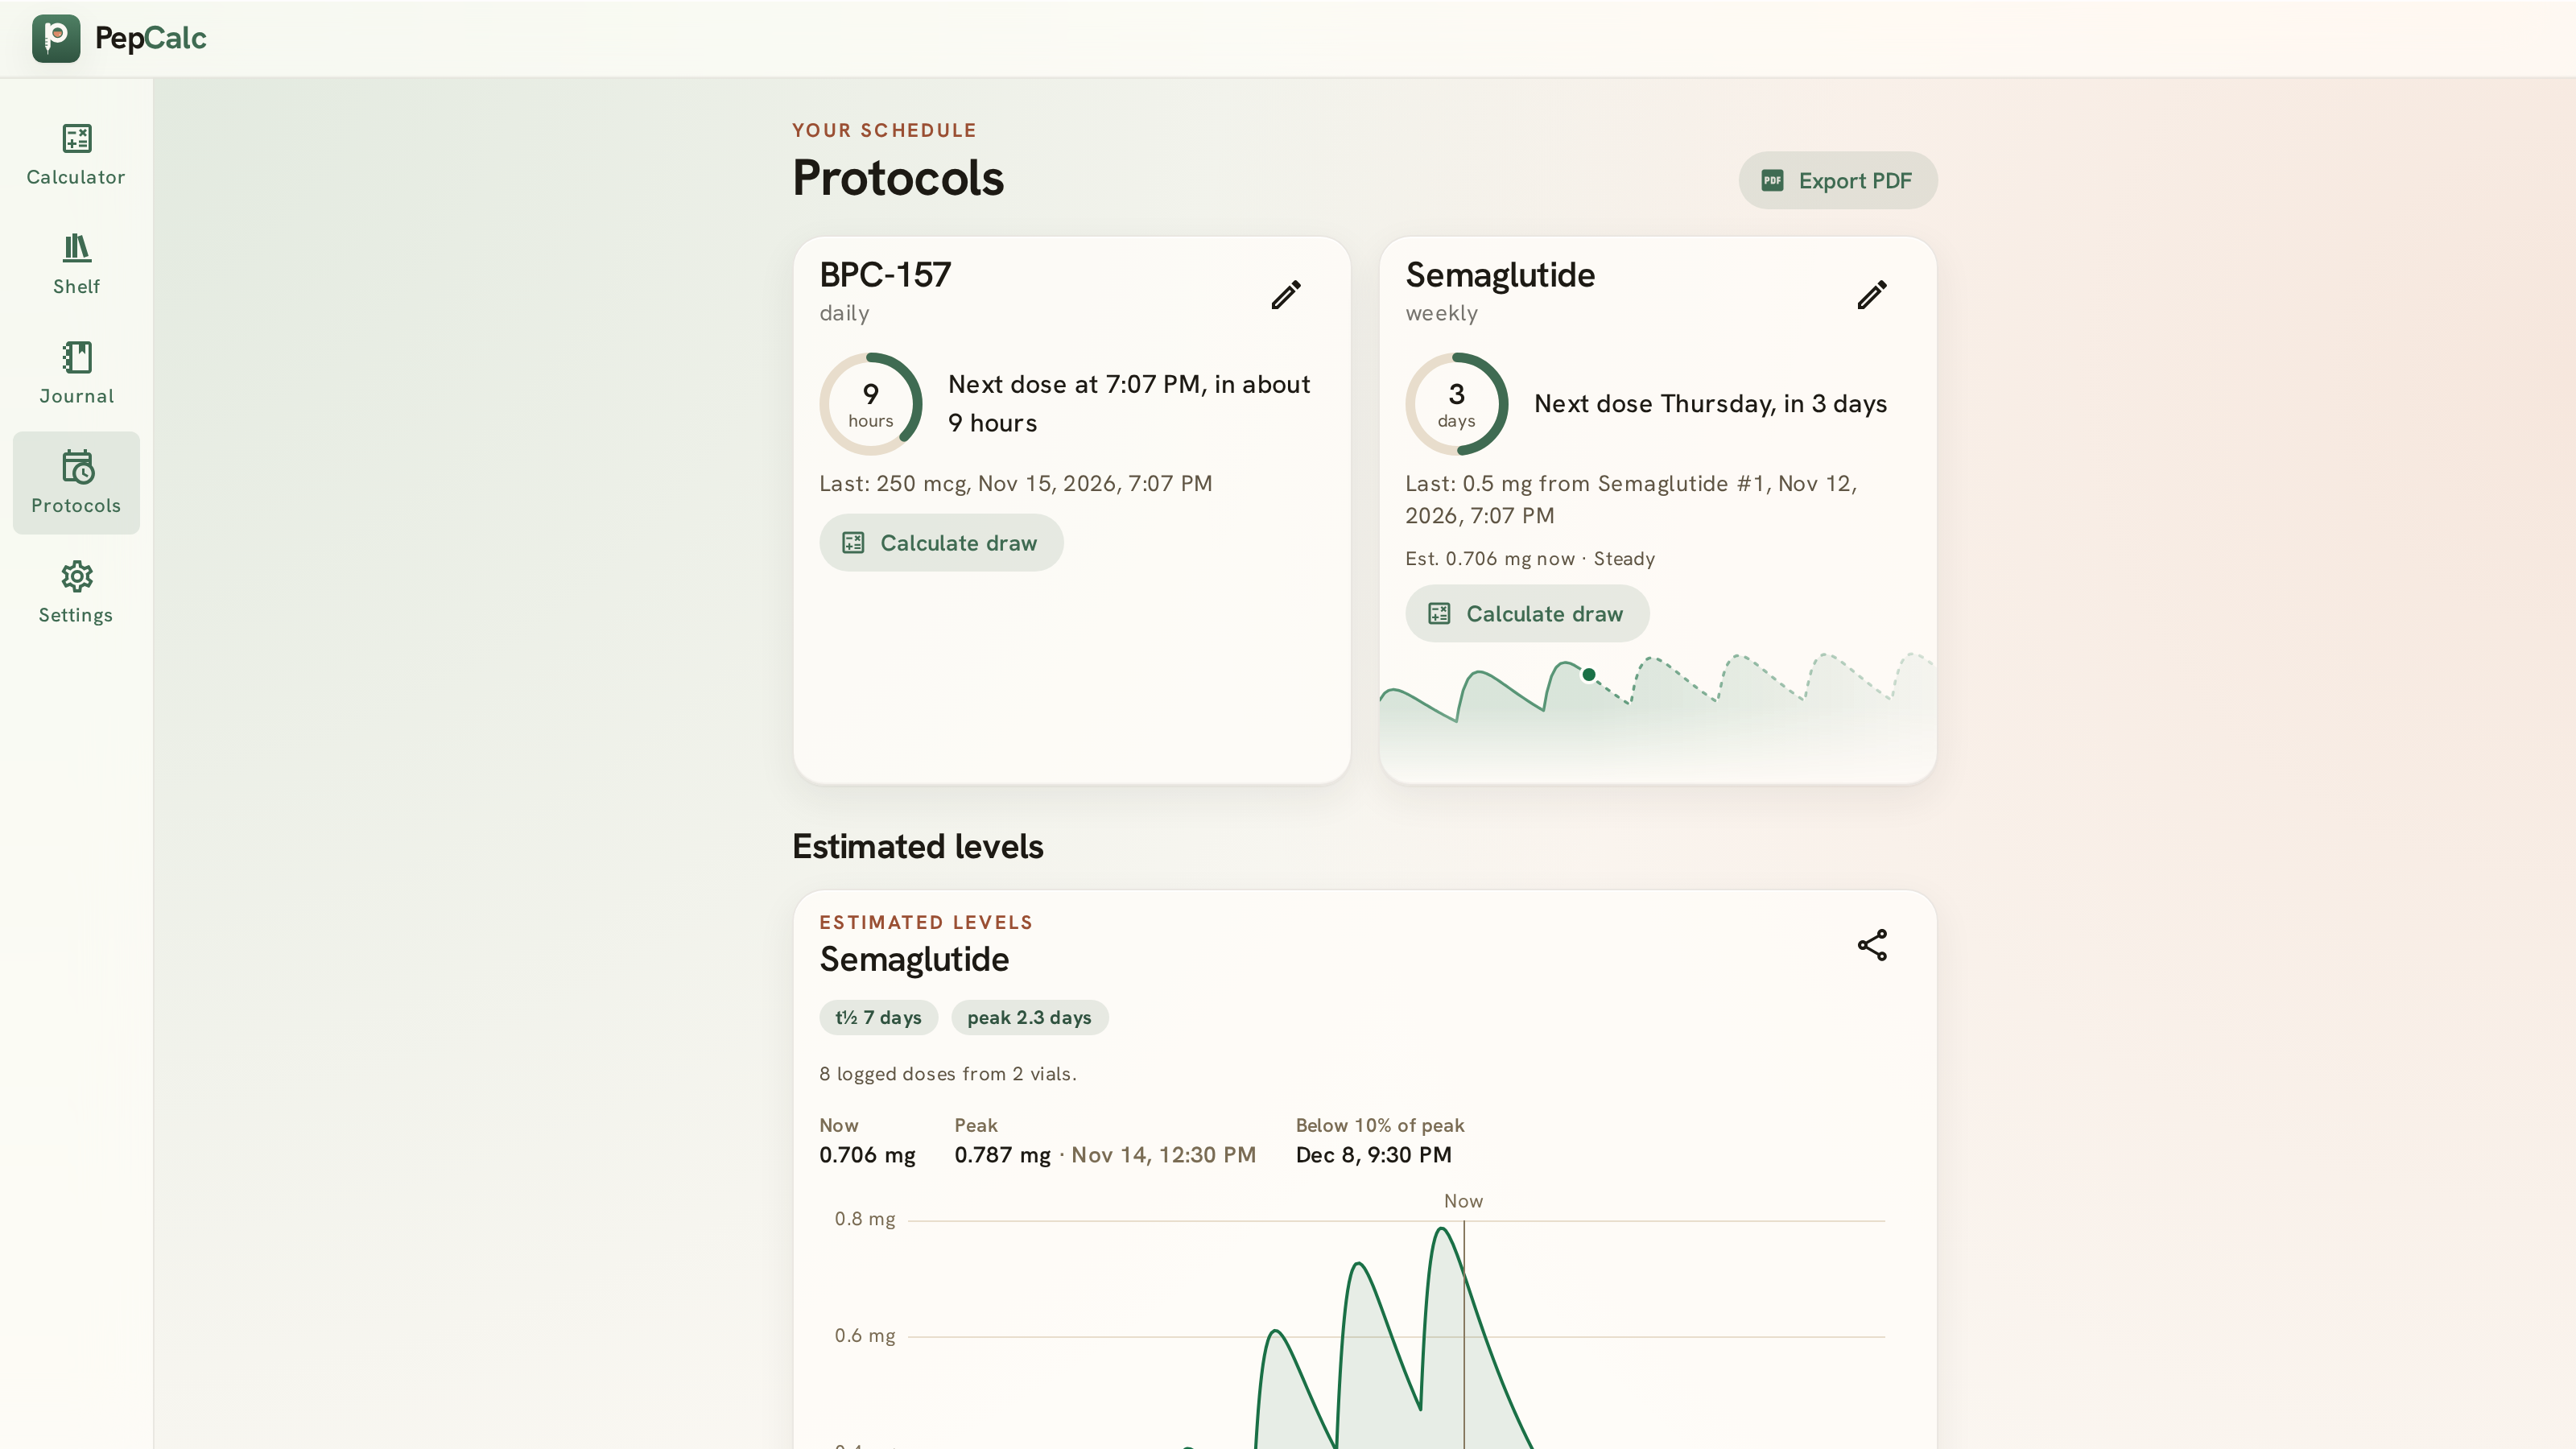 PepCalc
Calculator
Shelf
Journal
Protocols
Settings
YOUR SCHEDULE
Protocols
PDF
Export PDF
BPC-157
daily
9
hours
Next dose at 7:07 PM, in about
9 hours
Last: 250 mcg, Nov 15, 2026, 7:07 PM
Calculate draw
Semaglutide
weekly
3
days
Next dose Thursday, in 3 days
Last: 0.5 mg from Semaglutide #1, Nov 12,
2026, 7:07 PM
Est. 0.706 mg now · Steady
Calculate draw
Estimated levels
ESTIMATED LEVELS
Semaglutide
t½ 7 days
peak 2.3 days
8 logged doses from 2 vials.
Now
0.706 mg
Peak
0.787 mg · Nov 14, 12:30 PM
Below 10% of peak
Dec 8, 9:30 PM
Now
0.8 mg
0.6 mg